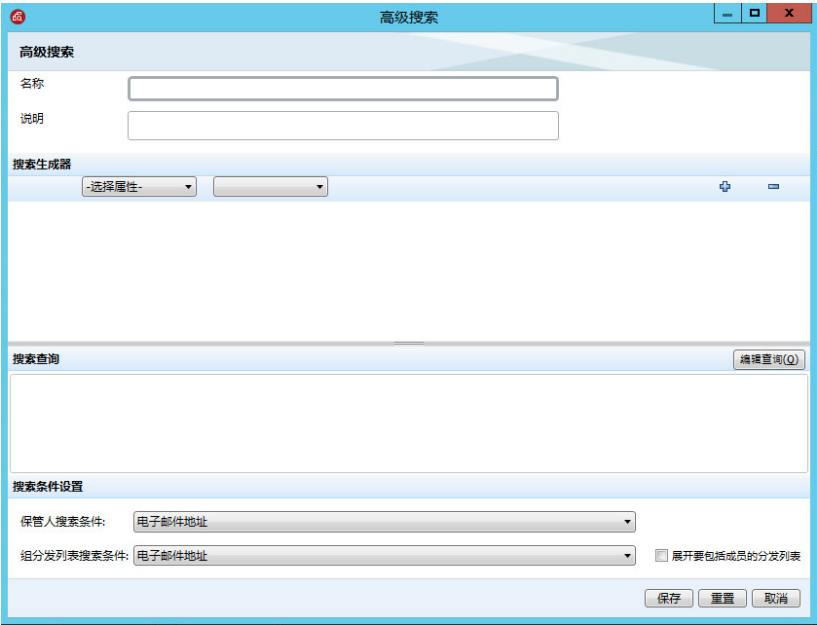 高级搜索
高级搜索
名称
说明
搜索生成器
-选择属性-
搜索查询
编辑查询(Q)
搜索条件设置
保管人搜索条件: 电子邮件地址
组分发列表搜索条件: 电子邮件地址 展开要包括成员的分发列表
保存 重置 取消